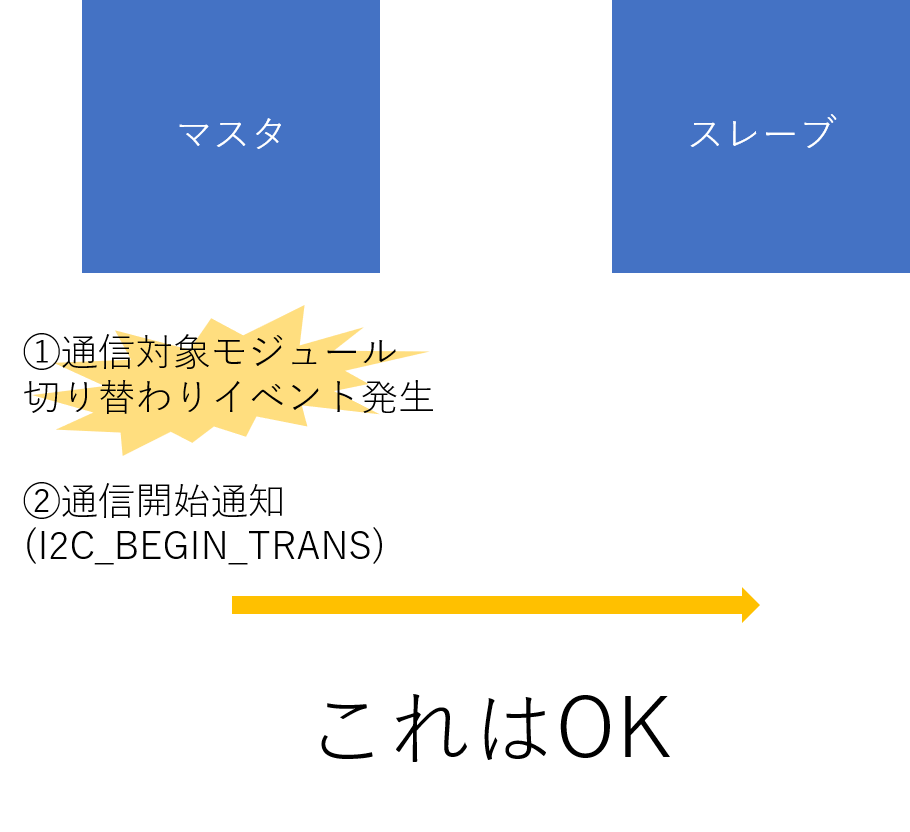 マスタ
スレーブ
①通信対象モジュール
切り替わりイベント発生
②通信開始通知
(I2C_BEGIN_TRANS)
これはOK